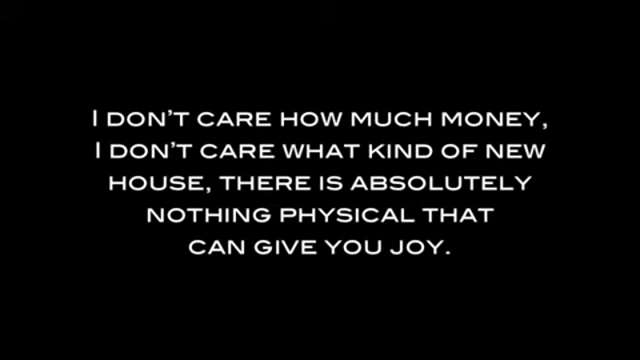 I DON'T CARE HOW MUCH MONEY,
I DON'T CARE WHAT KIND OF NEW
HOUSE, THERE IS ABSOLUTELY
NOTHING PHYSICAL THAT
CAN GIVE YOU JOY.